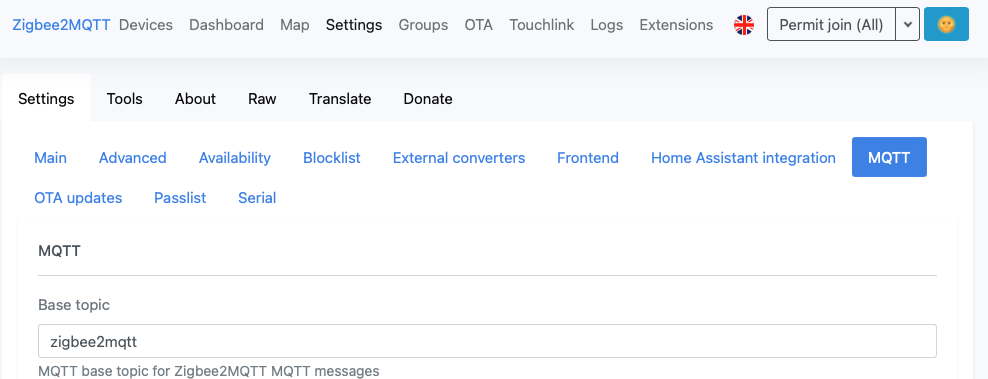 Zigbee2MQTT Devices Dashboard Map Settings Groups OTA Touchlink Logs Extensions Permit join (All)
Settings Tools About Raw Translate Donate
Main Advanced Availability Blocklist External converters Frontend Home Assistant integration MQTT
OTA updates Passlist Serial
MQTT
Base topic
zigbee2mqtt
MQTT base topic for Zigbee2MQTT MQTT messages